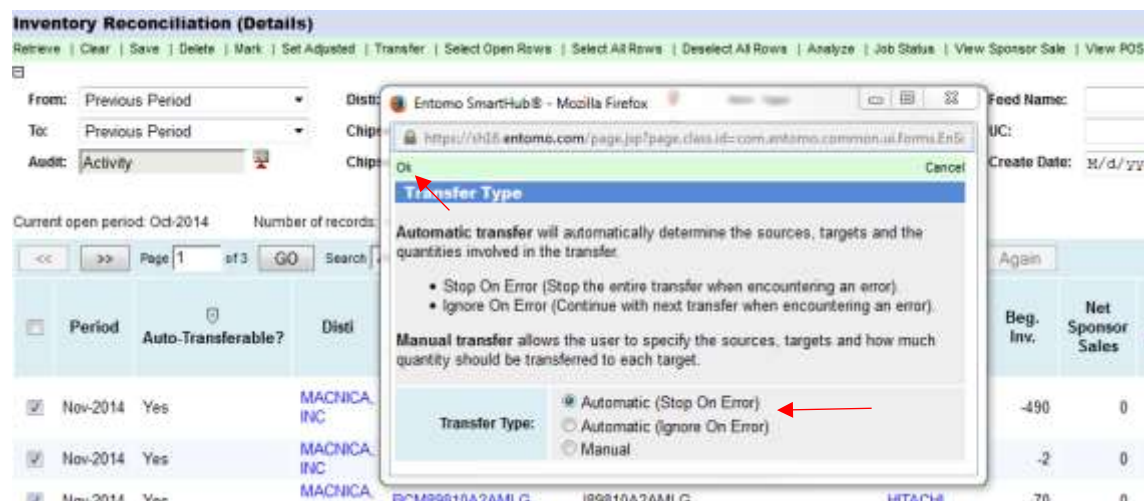 Inventory Reconciliation (Details)
Retrieve | Clear | Save | Delete | Mark | Set Adjusted | Transfer | Select Open Rows | Select All Rows | Deselect All Rows | Analyze | Job Status | View Sponsor Sale | View POS
From: Previous Period Disti: Feed Name:
To: Previous Period Chips UC:
Audit: Activity Chips Create Date: M/d/yy
Current open period: Oct-2014 Number of records:
<< >> Page 1 of 3 GO Search Again
Period Auto-Transferable? Disti Beg. Inv. Net Sponsor Sales
Nov-2014 Yes MACNICA, INC -490 0
Nov-2014 Yes MACNICA, INC -2 0
Nov-2014 Yes MACNICA, HITACHI -70 0
Entomo SmartHub® - Mozilla Firefox
Ok Cancel
Transfer Type
Automatic transfer will automatically determine the sources, targets and the
quantities involved in the transfer.
• Stop On Error (Stop the entire transfer when encountering an error).
• Ignore On Error (Continue with next transfer when encountering an error).
Manual transfer allows the user to specify the sources, targets and how much
quantity should be transferred to each target.
Transfer Type:
Automatic (Stop On Error)
Automatic (Ignore On Error)
Manual